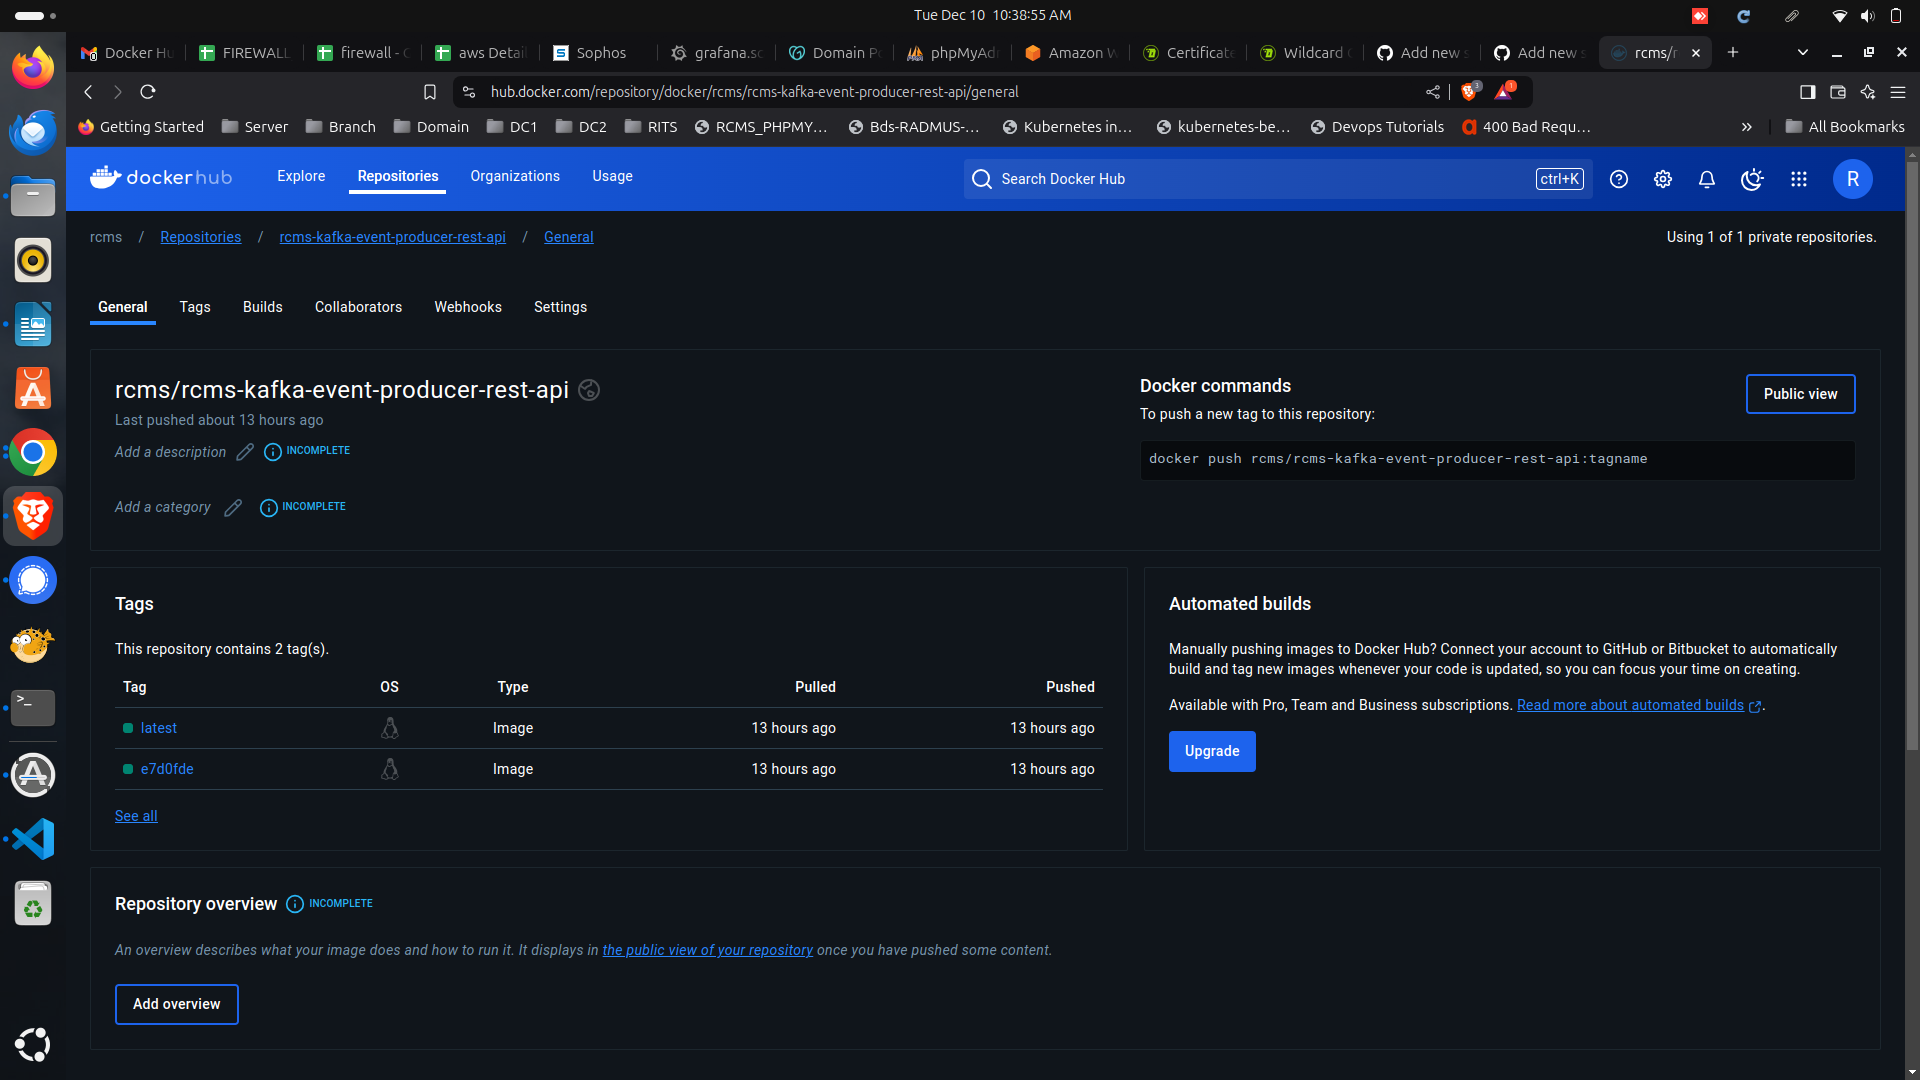 Tue Dec 10 10:38:55 AM
Docker Hu
FIREWALL
firewall - C
aws Detail
Sophos
grafana.sc
Domain Po
phpMyAdm
Amazon W
Certificate
Wildcard C
Add new s
Add new s
rcms/r
hub.docker.com/repository/docker/rcms/rcms-kafka-event-producer-rest-api/general
3
1
Getting Started
Server
Branch
Domain
DC1
DC2
RITS
RCMS_PHPMY...
Bds-RADMUS-...
Kubernetes in...
kubernetes-be...
Devops Tutorials
400 Bad Requ...
»
All Bookmarks
dockerhub
Explore
Repositories
Organizations
Usage
Search Docker Hub
ctrl+K
R
rcms / Repositories / rcms-kafka-event-producer-rest-api / General
Using 1 of 1 private repositories.
General
Tags
Builds
Collaborators
Webhooks
Settings
rcms/rcms-kafka-event-producer-rest-api
Last pushed about 13 hours ago
Add a description
INCOMPLETE
Add a category
INCOMPLETE
Docker commands
To push a new tag to this repository:
Public view
docker push rcms/rcms-kafka-event-producer-rest-api:tagname
Tags
This repository contains 2 tag(s).
Tag OS Type Pulled Pushed
latest Image 13 hours ago 13 hours ago
e7d0fde Image 13 hours ago 13 hours ago
See all
Automated builds
Manually pushing images to Docker Hub? Connect your account to GitHub or Bitbucket to automatically
build and tag new images whenever your code is updated, so you can focus your time on creating.
Available with Pro, Team and Business subscriptions. Read more about automated builds .
Upgrade
Repository overview
INCOMPLETE
An overview describes what your image does and how to run it. It displays in the public view of your repository once you have pushed some content.
Add overview